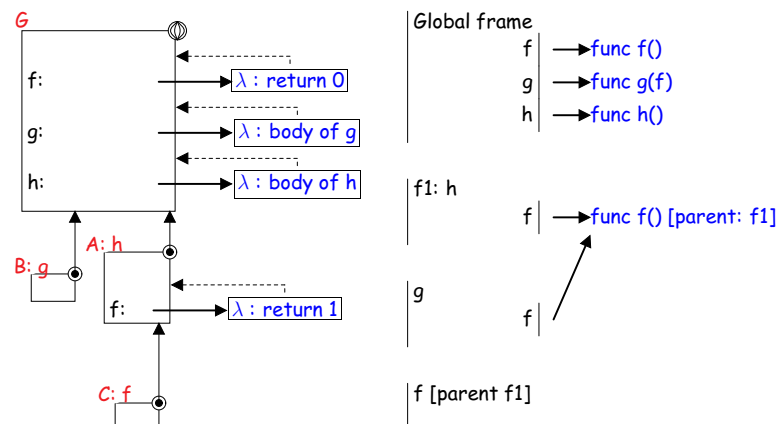 G
f:
λ : return 0
g:
λ : body of g
h:
λ : body of h
A: h
B: g
f:
λ : return 1
C: f
Global frame
f
func f()
g
func g(f)
h
func h()
f1: h
f
func f() [parent: f1]
g
f
f [parent f1]